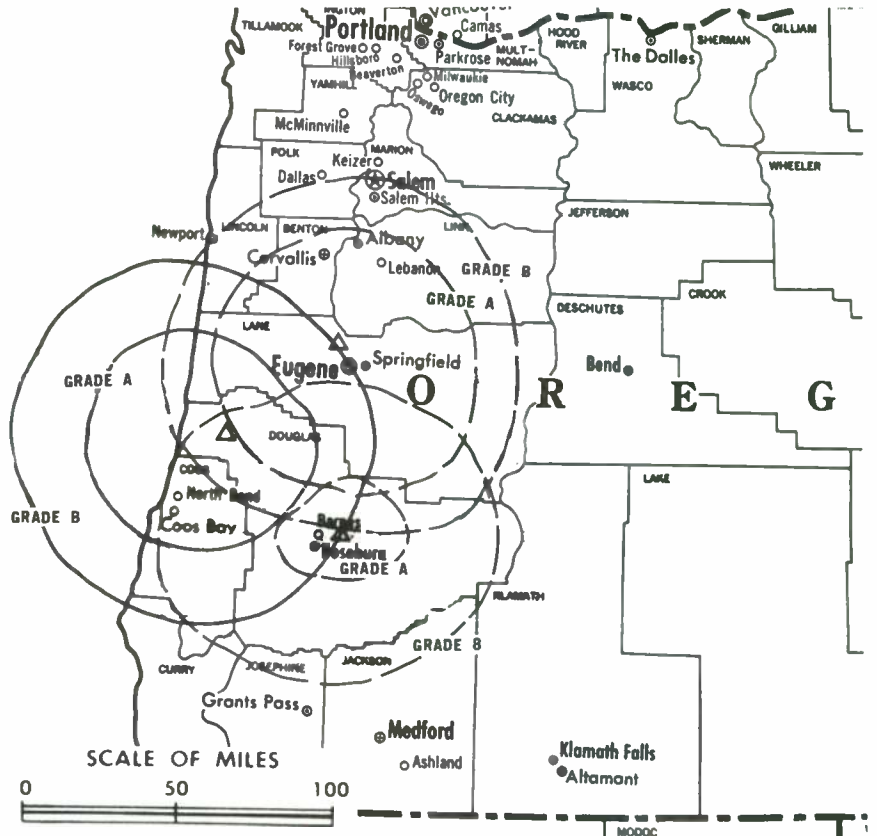 INGTON
Vancouver
TILLAMOOK
Portland
Camas
HOOD
RIVER
SHERMAN
GILLIAM
Forest Grove
Parkrose
MULT-
NOMAH
The Dalles
Hillsboro
Beaverton
Milwaukie
YAMHILL
Oswego
Oregon City
WASCO
McMinnville
CLACKAMAS
POLK
MARION
Keizer
WHEELER
Dallas
Salem
Salem Hts.
JEFFERSON
Newport
LINCOLN
BENTON
LINN
Albany
Corvallis
Lebanon
GRADE B
GRADE A
CROOK
DESCHUTES
LANE
Eugene
Springfield
Bend
GRADE A
O R E G
DOUGLAS
COOS
LAKE
North Bend
GRADE B
Coos Bay
Roseburg
GRADE A
KLAMATH
GRADE B
CURRY
JOSEPHINE
JACKSON
Grants Pass
Medford
SCALE OF MILES
Ashland
Klamath Falls
Altamont
0 50 100
MODOC